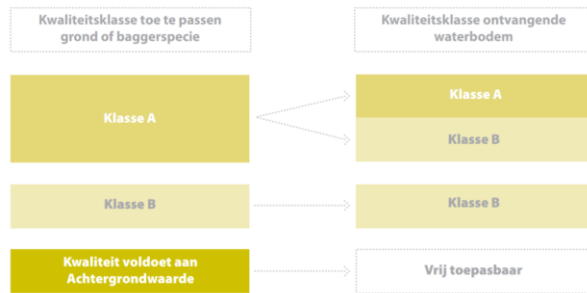 Kwaliteitsklasse toe te passen
grond of baggerspecie
Kwaliteitsklasse ontvangende
waterbodem
Klasse A
Klasse A
Klasse B
Klasse B
Klasse B
Kwaliteit voldoet aan
Achtergrondwaarde
Vrij toepasbaar